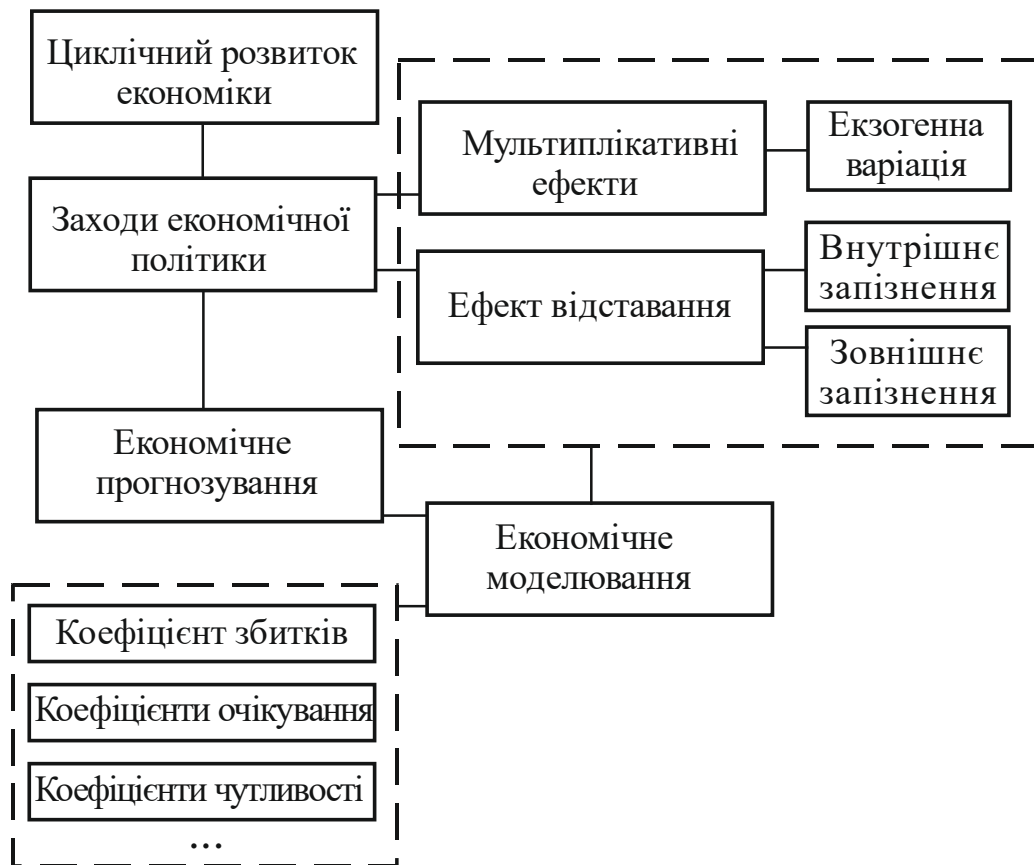 Циклічний розвиток
економіки
Мультиплікативні
ефекти
Екзогенна
варіація
Заходи економічної
політики
Ефект відставання
Внутрішнє
запізнення
Зовнішнє
запізнення
Економічне
прогнозування
Економічне
моделювання
Коефіцієнт збитків
Коефіцієнти очікування
Коефіцієнти чутливості
...